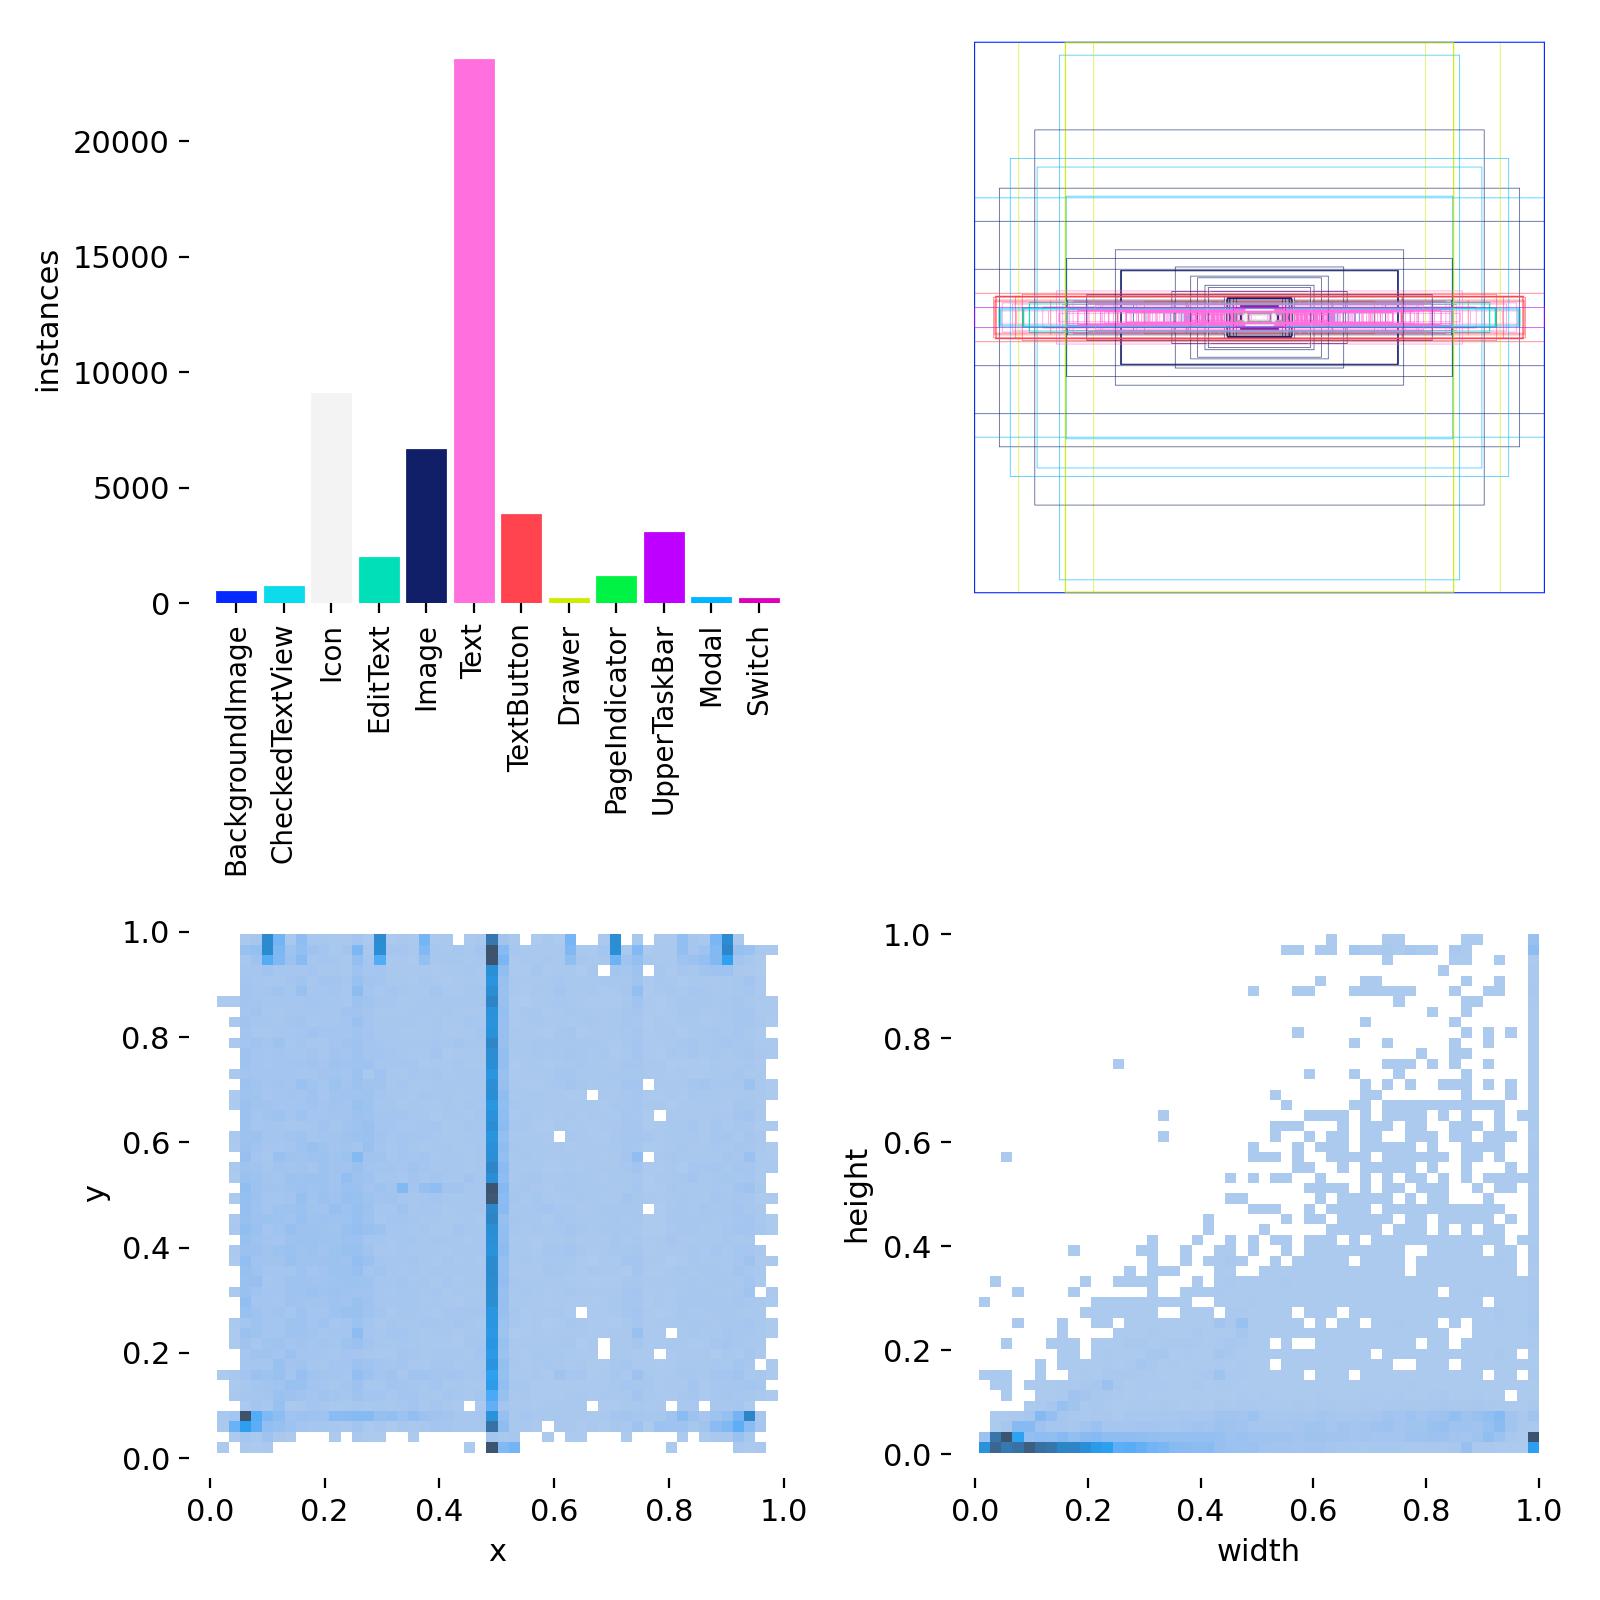 instances
20000
15000
10000
5000
0
BackgroundImage
CheckedTextView
Icon
EditText
Image
Text
TextButton
Drawer
PageIndicator
UpperTaskBar
Modal
Switch
y
1.0
0.8
0.6
0.4
0.2
0.0
0.0 0.2 0.4 0.6 0.8 1.0
x
height
1.0
0.8
0.6
0.4
0.2
0.0
0.0 0.2 0.4 0.6 0.8 1.0
width